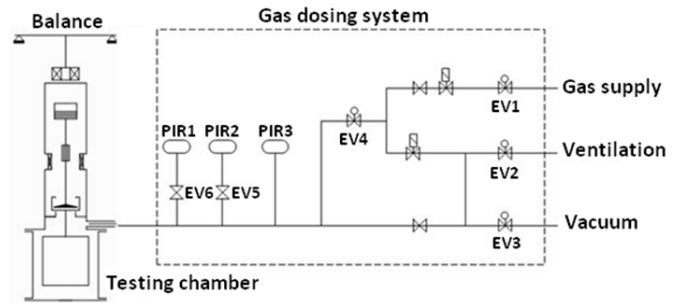 Gas dosing system
Balance
Gas supply
EV1
EV4
PIR1 PIR2 PIR3
Ventilation
EV2
EV6 EV5
Vacuum
EV3
Testing chamber